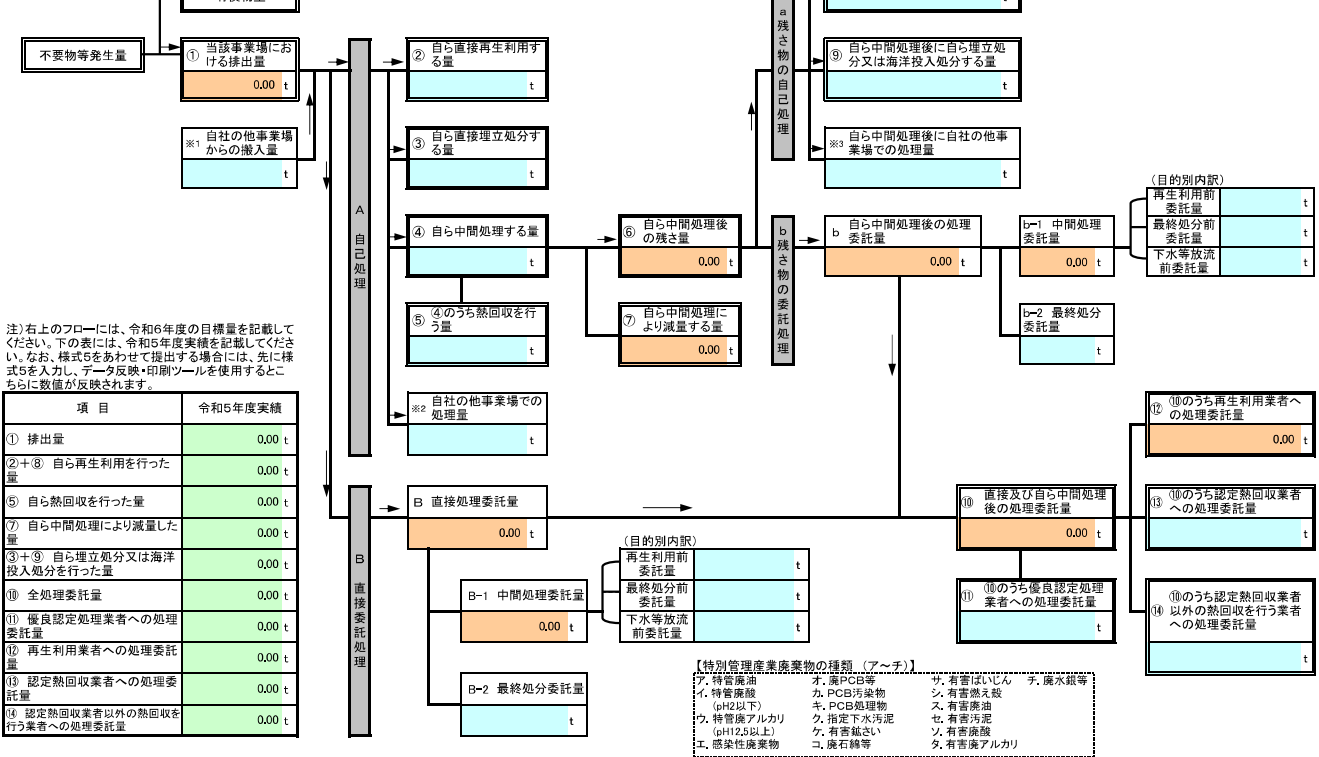 不要物等発生量
① 当該事業場にお
ける排出量
0.00 t
※1 自社の他事業場
からの搬入量
t
A 自己処理
② 自ら直接再生利用す
る量
t
③ 自ら直接埋立処分す
る量
t
④ 自ら中間処理する量
t
⑤ ④のうち熱回収を行
う量
t
※2 自社の他事業場での
処理量
t
⑥ 自ら中間処理後
の残さ量
0.00 t
⑦ 自ら中間処理に
より減量する量
0.00 t
a 残さ物の自己処理
⑨ 自ら中間処理後に自ら埋立処
分又は海洋投入処分する量
t
※3 自ら中間処理後に自社の他事
業場での処理量
t
b 残さ物の委託処理
b 自ら中間処理後の処理
委託量
0.00 t
b-1 中間処理
委託量
0.00 t
(目的別内訳)
再生利用前
委託量
t
最終処分前
委託量
t
下水等放流
前委託量
t
b-2 最終処分
委託量
t
注)右上のフローには、令和6年度の目標量を記載して
ください。下の表には、令和5年度実績を記載してくださ
い。なお、様式5をあわせて提出する場合には、先に様
式5を入力し、データ反映・印刷ツールを使用するとこ
ちらに数値が反映されます。
項 目 令和5年度実績
① 排出量 0.00 t
②+⑧ 自ら再生利用を行った
量 0.00 t
⑤ 自ら熱回収を行った量 0.00 t
⑦ 自ら中間処理により減量した
量 0.00 t
③+⑨ 自ら埋立処分又は海洋
投入処分を行った量 0.00 t
⑩ 全処理委託量 0.00 t
⑪ 優良認定処理業者への処理
委託量 0.00 t
⑫ 再生利用業者への処理委託
量 0.00 t
⑬ 認定熱回収業者への処理委
託量 0.00 t
⑭ 認定熱回収業者以外の熱回収を
行う業者への処理委託量 0.00 t
B 直接委託処理
B 直接処理委託量
0.00 t
B-1 中間処理委託量
0.00 t
(目的別内訳)
再生利用前
委託量
t
最終処分前
委託量
t
下水等放流
前委託量
t
B-2 最終処分委託量
t
⑩ 直接及び自ら中間処理
後の処理委託量
0.00 t
⑪ ⑩のうち優良認定処理
業者への処理委託量
t
⑫ ⑩のうち再生利用業者へ
の処理委託量
0.00 t
⑬ ⑩のうち認定熱回収業者
への処理委託量
t
⑭ ⑩のうち認定熱回収業者
以外の熱回収を行う業者
への処理委託量
t
【特別管理産業廃棄物の種類 (ア~チ)】
ア. 特管廃油 オ. 廃PCB等 サ. 有害ばいじん チ. 廃水銀等
イ. 特管廃酸 カ. PCB汚染物 シ. 有害燃え殻
(pH2以下) キ. PCB処理物 ス. 有害廃油
ウ. 特管廃アルカリ ク. 指定下水汚泥 セ. 有害汚泥
(pH12.5以上) ケ. 有害鉱さい ソ. 有害廃酸
エ. 感染性廃棄物 コ. 廃石綿等 タ. 有害廃アルカリ